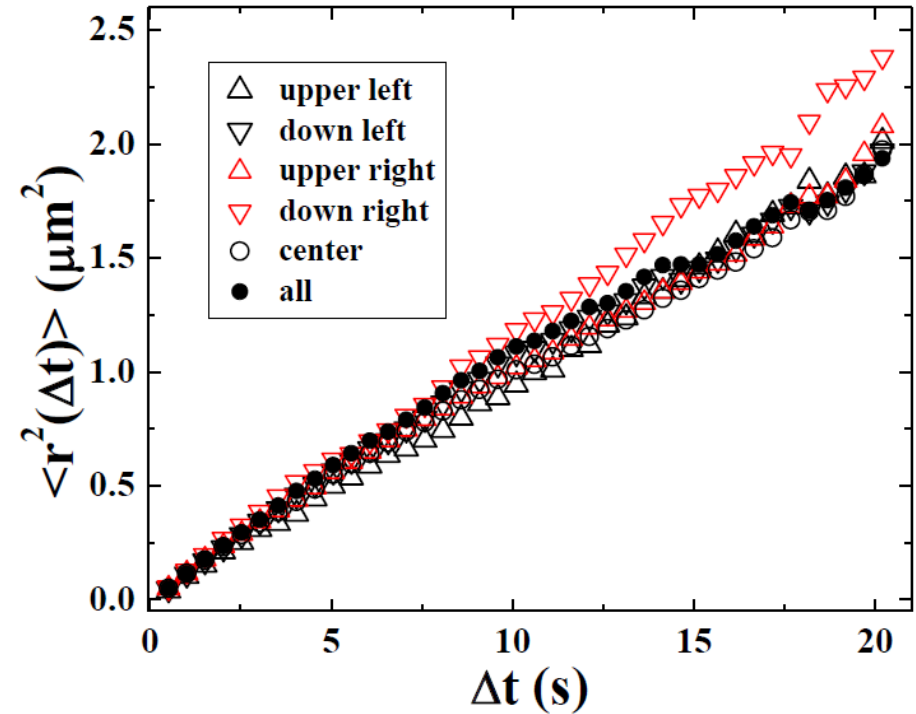 2.5
2.0
1.5
1.0
0.5
0.0
<r²(Δt)> (μm²)
upper left
down left
upper right
down right
center
all
0
5
10
15
20
Δt (s)